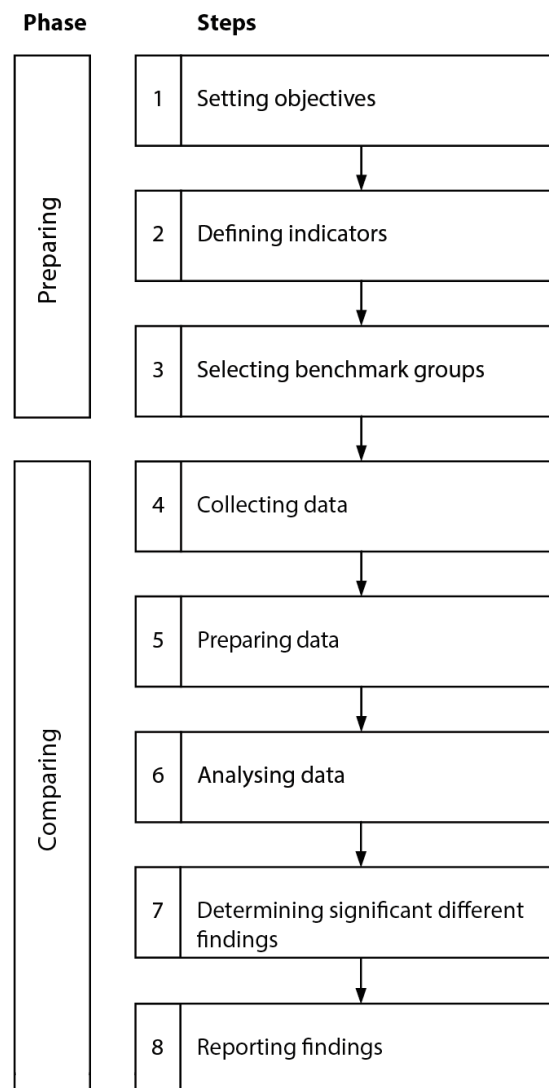 Phase
Steps
Preparing
1
Setting objectives
2
Defining indicators
3
Selecting benchmark groups
Comparing
4
Collecting data
5
Preparing data
6
Analysing data
7
Determining significant different
findings
8
Reporting findings